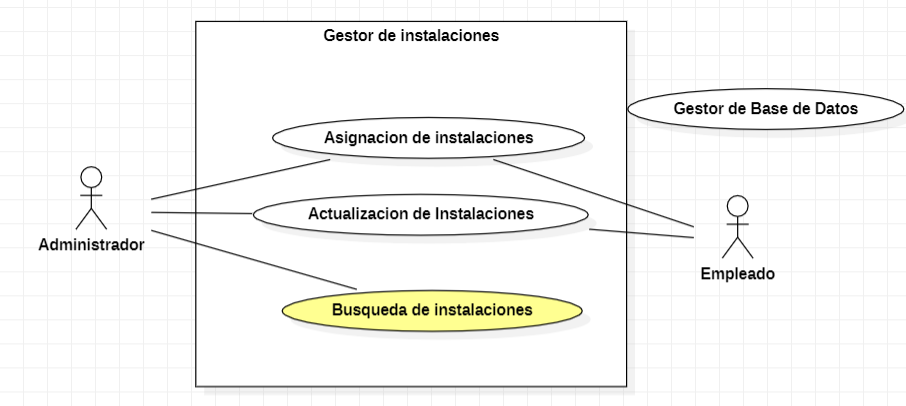 Gestor de instalaciones
Gestor de Base de Datos
Asignacion de instalaciones
Actualizacion de Instalaciones
Administrador
Empleado
Busqueda de instalaciones